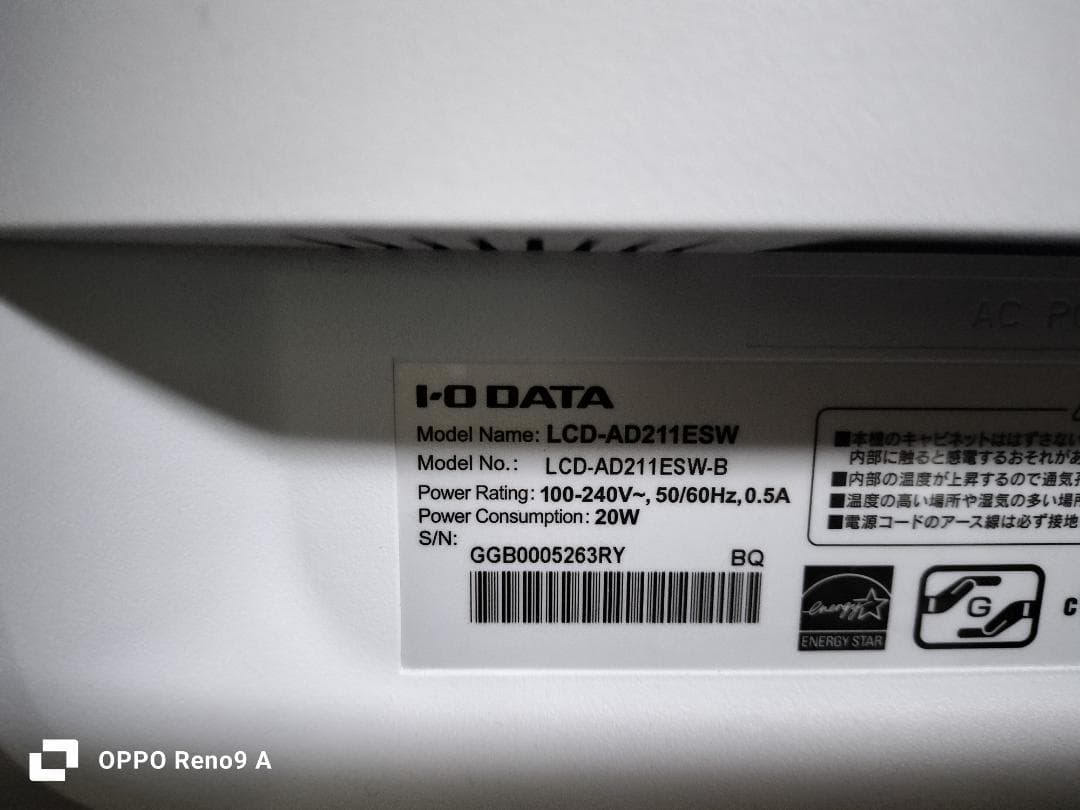 AC
I-O DATA
Model Name: LCD-AD211ESW
Model No.: LCD-AD211ESW-B
Power Rating: 100-240V~, 50/60Hz, 0.5A
Power Consumption: 20W
S/N:
GGB0005263RY BQ
■本機のキャビネットははずさない
内部に触ると感電するおそれがあ
■内部の温度が上昇するので通気孔
■温度の高い場所や湿気の多い場所
■電源コードのアース線は必ず接地
energy
ENERGY STAR
G
OPPO Reno9 A